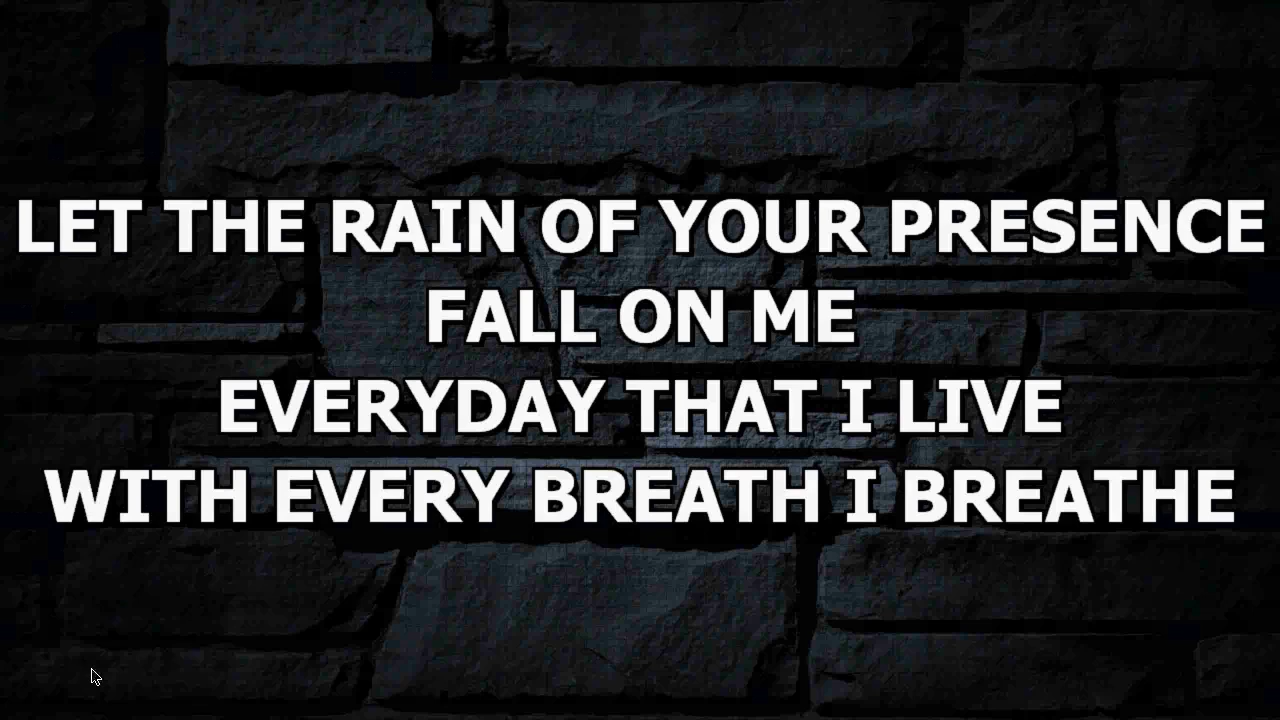 LET THE RAIN OF YOUR PRESENCE
FALL ON ME
EVERYDAY THAT I LIVE
WITH EVERY BREATH I BREATHE